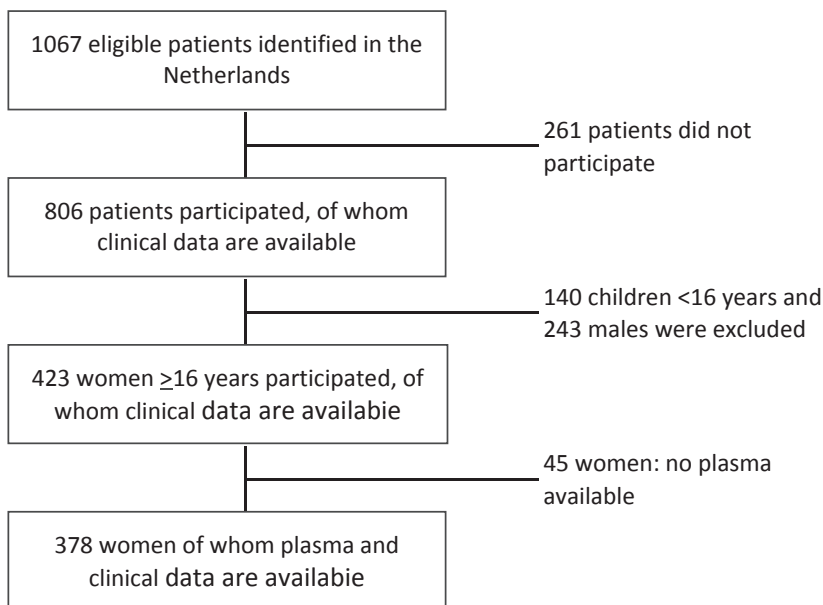 1067 eligible patients identified in the
Netherlands
261 patients did not
participate
806 patients participated, of whom
clinical data are available
140 children <16 years and
243 males were excluded
423 women ≥16 years participated, of
whom clinical data are availabie
45 women: no plasma
available
378 women of whom plasma and
clinical data are availabie